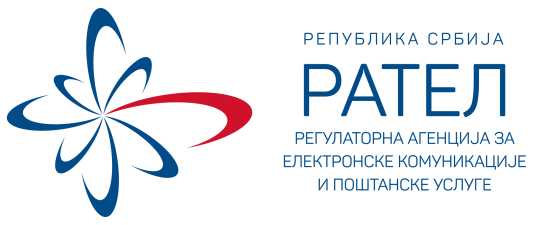 РЕПУБЛИКА СРБИЈА
РАТЕЛ
РЕГУЛАТОРНА АГЕНЦИЈА ЗА
ЕЛЕКТРОНСКЕ КОМУНИКАЦИЈЕ
И ПОШТАНСКЕ УСЛУГЕ